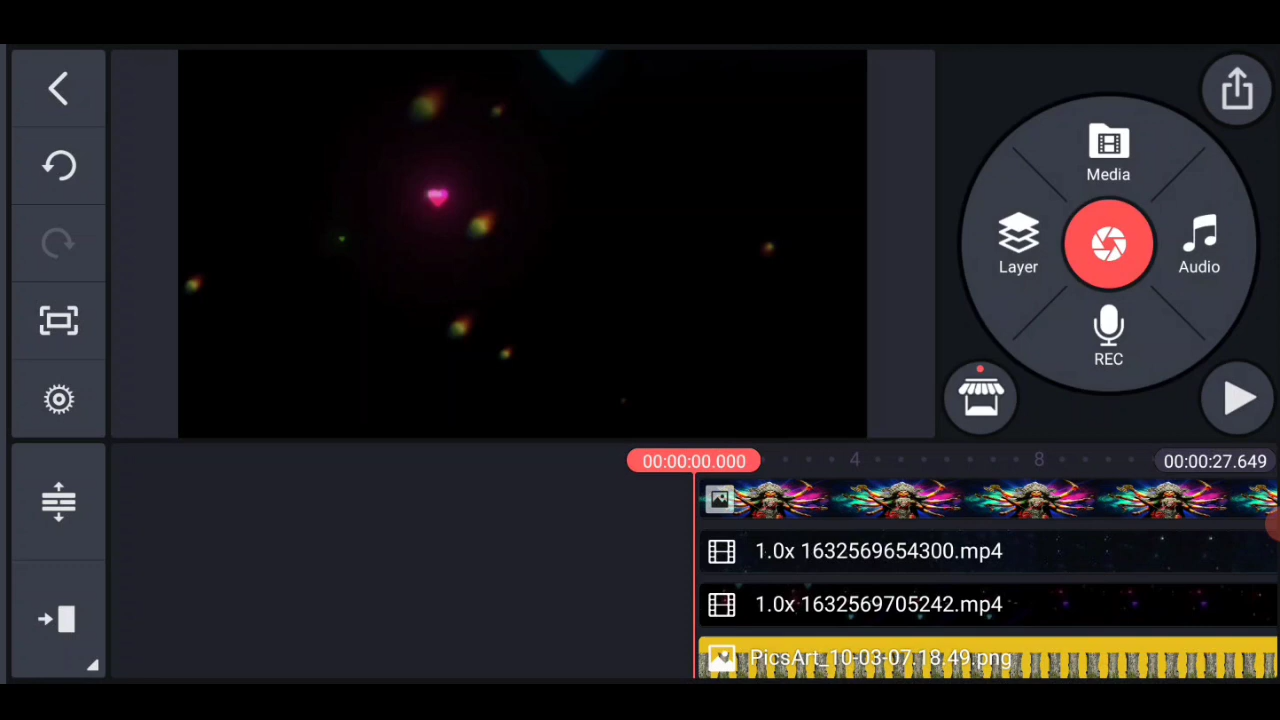 Media
Layer
Audio
REC
00:00:00.000
4
8
00:00:27.649
1.0x 1632569654300.mp4
1.0x 1632569705242.mp4
PicsArt_10-03-07.18.49.png